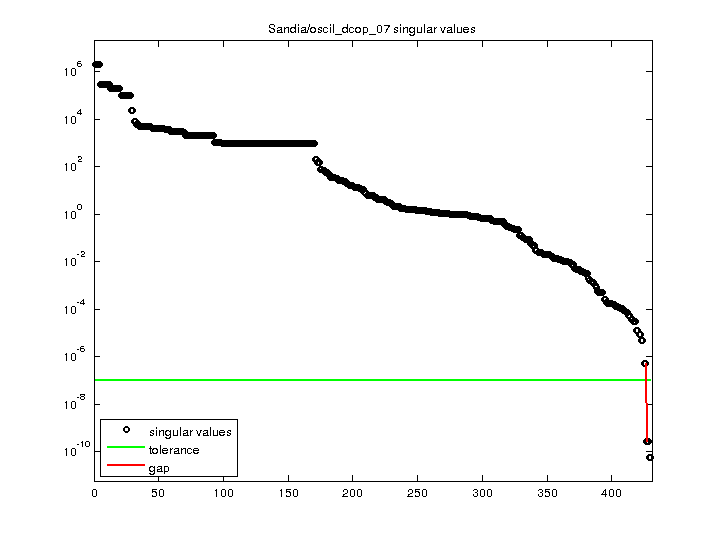 Sandia/oscil_dcop_07 singular values
10^6
10^4
10^2
10^0
10^-2
10^-4
10^-6
10^-8
10^-10
singular values
tolerance
gap
0 50 100 150 200 250 300 350 400